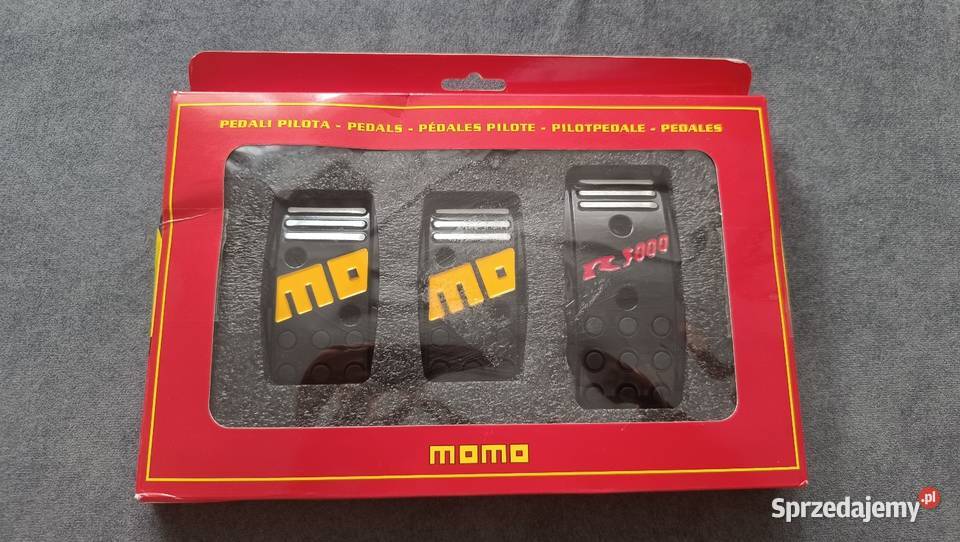 PEDALI PILOTA - PEDALS - PÉDALES PILOTE - PILOTPEDALE - PEDALES
MO MO R3000
momo
Sprzedajemy.pl